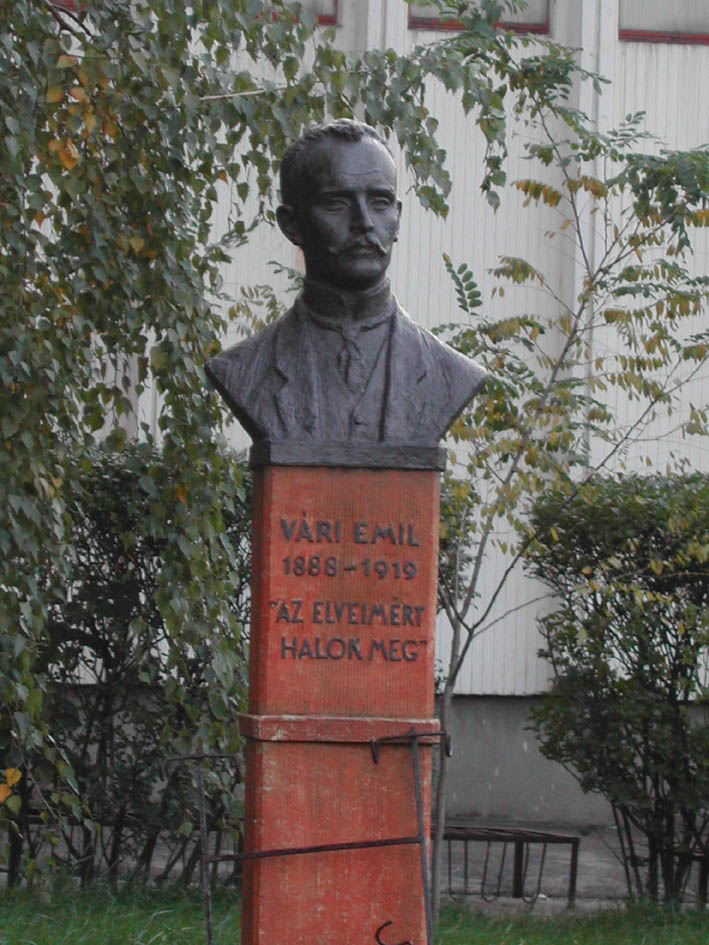 VÁRI EMIL
1888-1919
"AZ ELVEIMÉRT
HALOK MEG"